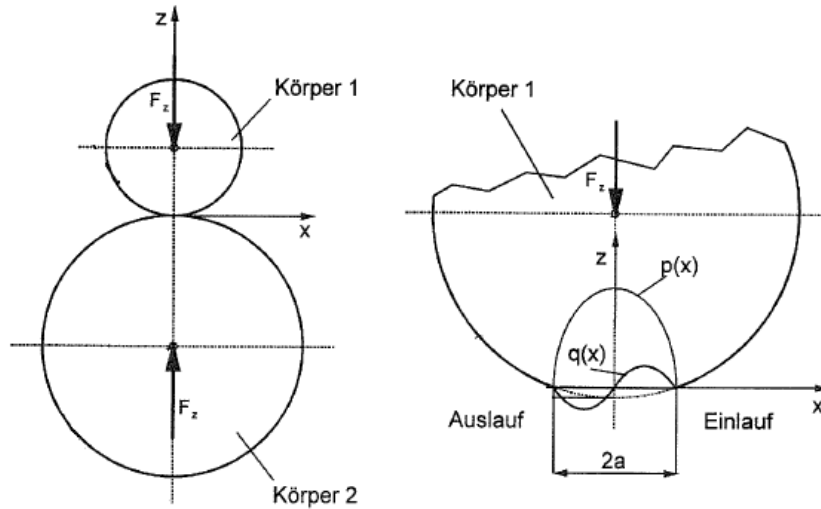 z
Körper 1
F_z
x
F_z
Körper 2
Körper 1
F_z
z
p(x)
q(x)
x
Auslauf
Einlauf
2a